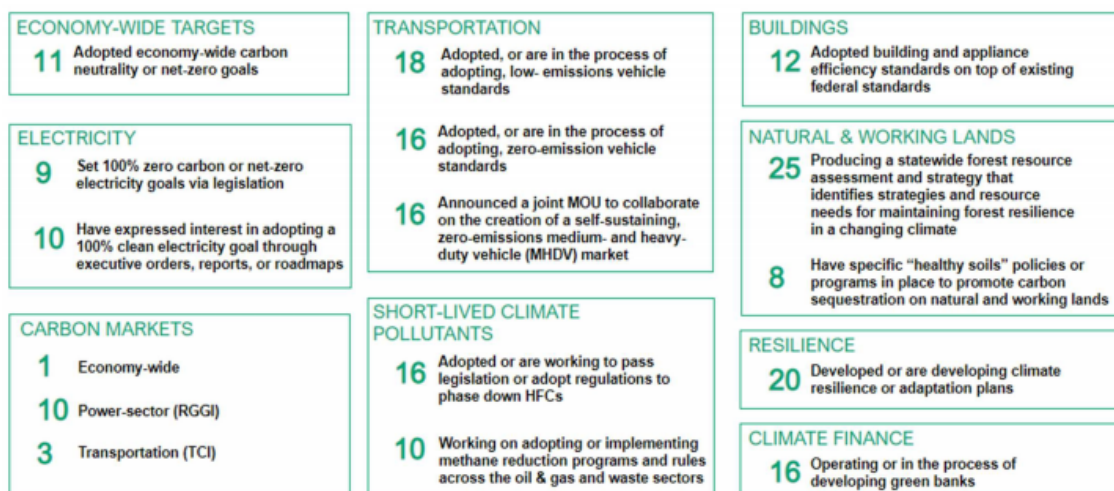 ECONOMY-WIDE TARGETS
11 Adopted economy-wide carbon
neutrality or net-zero goals
ELECTRICITY
9 Set 100% zero carbon or net-zero
electricity goals via legislation
10 Have expressed interest in adopting a
100% clean electricity goal through
executive orders, reports, or roadmaps
CARBON MARKETS
1 Economy-wide
10 Power-sector (RGGI)
3 Transportation (TCI)
TRANSPORTATION
18 Adopted, or are in the process of
adopting, low- emissions vehicle
standards
16 Adopted, or are in the process of
adopting, zero-emission vehicle
standards
16 Announced a joint MOU to collaborate
on the creation of a self-sustaining,
zero-emissions medium- and heavy-
duty vehicle (MHDV) market
SHORT-LIVED CLIMATE
POLLUTANTS
16 Adopted or are working to pass
legislation or adopt regulations to
phase down HFCs
10 Working on adopting or implementing
methane reduction programs and rules
across the oil & gas and waste sectors
BUILDINGS
12 Adopted building and appliance
efficiency standards on top of existing
federal standards
NATURAL & WORKING LANDS
25 Producing a statewide forest resource
assessment and strategy that
identifies strategies and resource
needs for maintaining forest resilience
in a changing climate
8 Have specific “healthy soils” policies or
programs in place to promote carbon
sequestration on natural and working lands
RESILIENCE
20 Developed or are developing climate
resilience or adaptation plans
CLIMATE FINANCE
16 Operating or in the process of
developing green banks